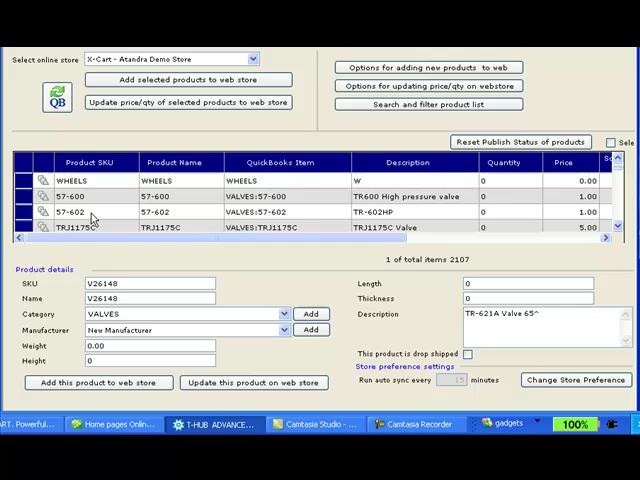 Select online store X-Cart - Atandra Demo Store
Add selected products to web store
QB
Update price/qty of selected products to web store
Options for adding new products to web
Options for updating price/qty on webstore
Search and filter product list
Reset Publish Status of products
Sele
Product SKU Product Name QuickBooks Item Description Quantity Price
WHEELS WHEELS WHEELS W 0 0.00
57-600 57-600 VALVES:57-600 TR600 High pressure valve 0 1.00
57-602 57-602 VALVES:57-602 TR-602HP 0 1.00
TRJ1175C TRJ1175C VALVES:TRJ1175C TRJ1175C Valve 0 5.00
1 of total items 2107
Product details
SKU V26148
Name V26148
Category VALVES Add
Manufacturer New Manufacturer Add
Weight 0.00
Height 0
Add this product to web store Update this product on web store
Length 0
Thickness 0
Description TR-621A Valve 65^
This product is drop shipped
Store preference settings
Run auto sync every 15 minutes Change Store Preference
ART. Powerful... Home pages Online... T-HUB ADVANCE... Camtasia Studio - ... Camtasia Recorder gadgets 100%